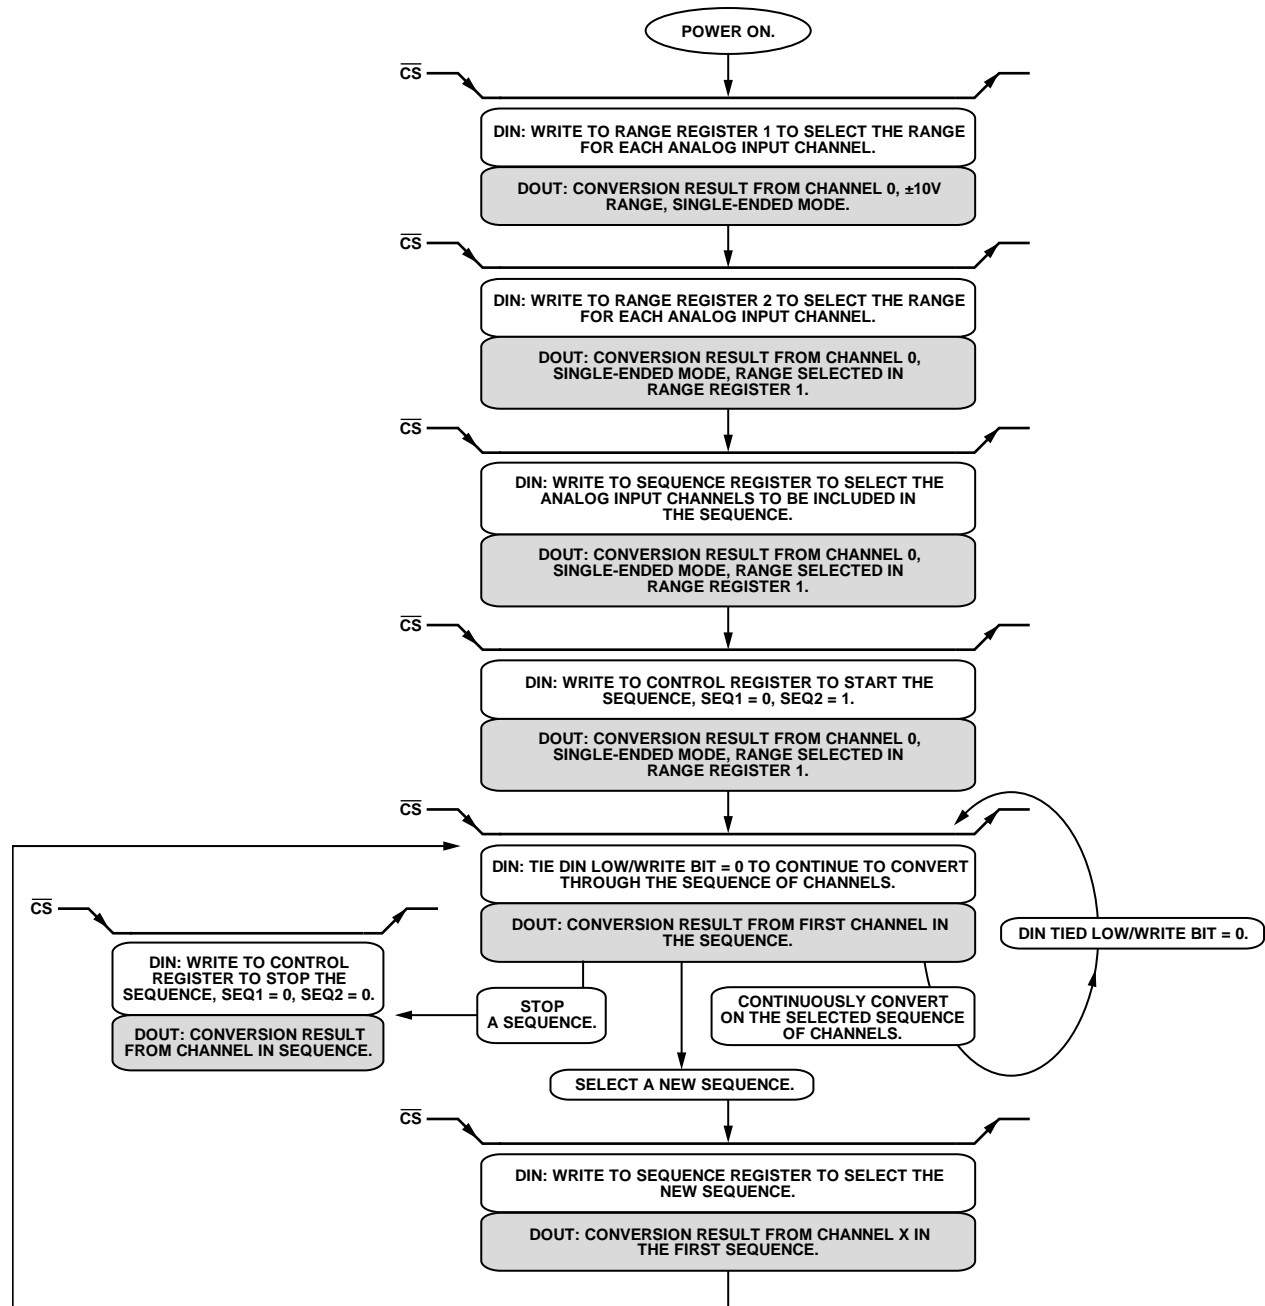 POWER ON.
CS
DIN: WRITE TO RANGE REGISTER 1 TO SELECT THE RANGE
FOR EACH ANALOG INPUT CHANNEL.
DOUT: CONVERSION RESULT FROM CHANNEL 0, ±10V
RANGE, SINGLE-ENDED MODE.
CS
DIN: WRITE TO RANGE REGISTER 2 TO SELECT THE RANGE
FOR EACH ANALOG INPUT CHANNEL.
DOUT: CONVERSION RESULT FROM CHANNEL 0,
SINGLE-ENDED MODE, RANGE SELECTED IN
RANGE REGISTER 1.
CS
DIN: WRITE TO SEQUENCE REGISTER TO SELECT THE
ANALOG INPUT CHANNELS TO BE INCLUDED IN
THE SEQUENCE.
DOUT: CONVERSION RESULT FROM CHANNEL 0,
SINGLE-ENDED MODE, RANGE SELECTED IN
RANGE REGISTER 1.
CS
DIN: WRITE TO CONTROL REGISTER TO START THE
SEQUENCE, SEQ1 = 0, SEQ2 = 1.
DOUT: CONVERSION RESULT FROM CHANNEL 0,
SINGLE-ENDED MODE, RANGE SELECTED IN
RANGE REGISTER 1.
CS
DIN: TIE DIN LOW/WRITE BIT = 0 TO CONTINUE TO CONVERT
THROUGH THE SEQUENCE OF CHANNELS.
DOUT: CONVERSION RESULT FROM FIRST CHANNEL IN
THE SEQUENCE.
DIN TIED LOW/WRITE BIT = 0.
CS
DIN: WRITE TO CONTROL
REGISTER TO STOP THE
SEQUENCE, SEQ1 = 0, SEQ2 = 0.
DOUT: CONVERSION RESULT
FROM CHANNEL IN SEQUENCE.
STOP
A SEQUENCE.
CONTINUOUSLY CONVERT
ON THE SELECTED SEQUENCE
OF CHANNELS.
SELECT A NEW SEQUENCE.
CS
DIN: WRITE TO SEQUENCE REGISTER TO SELECT THE
NEW SEQUENCE.
DOUT: CONVERSION RESULT FROM CHANNEL X IN
THE FIRST SEQUENCE.